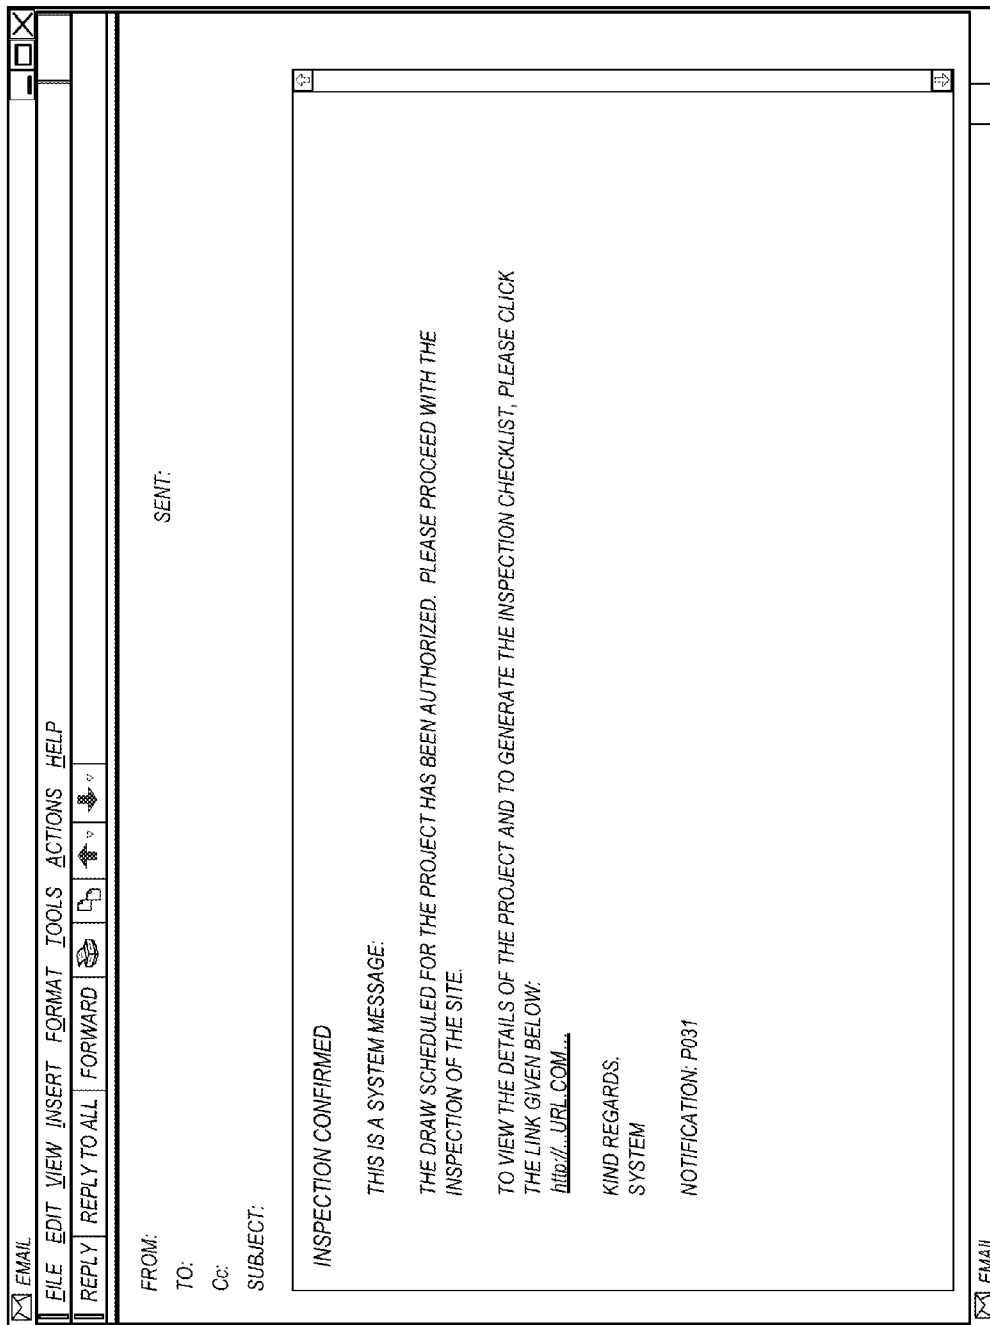 EMAIL
FILE EDIT VIEW INSERT FORMAT TOOLS ACTIONS HELP
REPLY REPLY TO ALL FORWARD
FROM: SENT:
TO:
Cc:
SUBJECT:
INSPECTION CONFIRMED
THIS IS A SYSTEM MESSAGE:
THE DRAW SCHEDULED FOR THE PROJECT HAS BEEN AUTHORIZED. PLEASE PROCEED WITH THE
INSPECTION OF THE SITE.
TO VIEW THE DETAILS OF THE PROJECT AND TO GENERATE THE INSPECTION CHECKLIST, PLEASE CLICK
THE LINK GIVEN BELOW:
http://...URL.COM...
KIND REGARDS.
SYSTEM
NOTIFICATION: P031
EMAIL